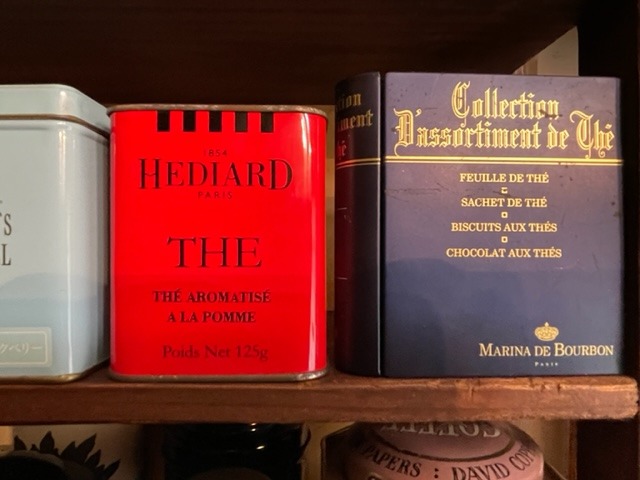 1854
HEDIARD
PARIS
THE
THÉ AROMATISÉ
A LA POMME
Poids Net 125g
Collection
D'assortiment de Thé
FEUILLE DE THÉ
SACHET DE THÉ
BISCUITS AUX THÉS
CHOCOLAT AUX THÉS
MARINA DE BOURBON
PARIS
PAPERS : DAVID